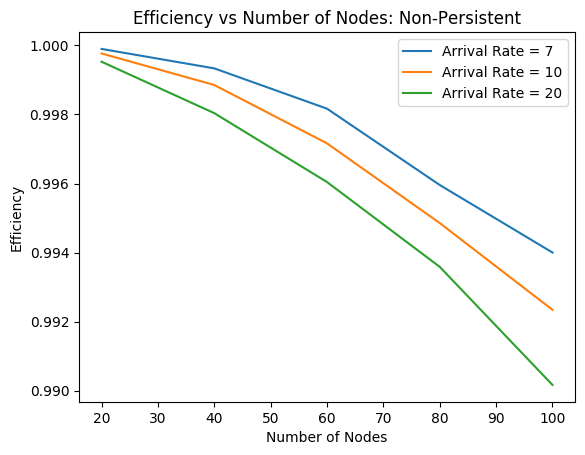 Efficiency vs Number of Nodes: Non-Persistent
1.000
0.998
0.996
0.994
0.992
0.990
Efficiency
Arrival Rate = 7
Arrival Rate = 10
Arrival Rate = 20
20 30 40 50 60 70 80 90 100
Number of Nodes